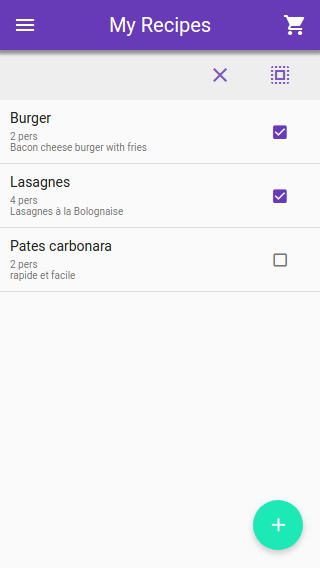 My Recipes
Burger
2 pers
Bacon cheese burger with fries
Lasagnes
4 pers
Lasagnes à la Bolognaise
Pates carbonara
2 pers
rapide et facile